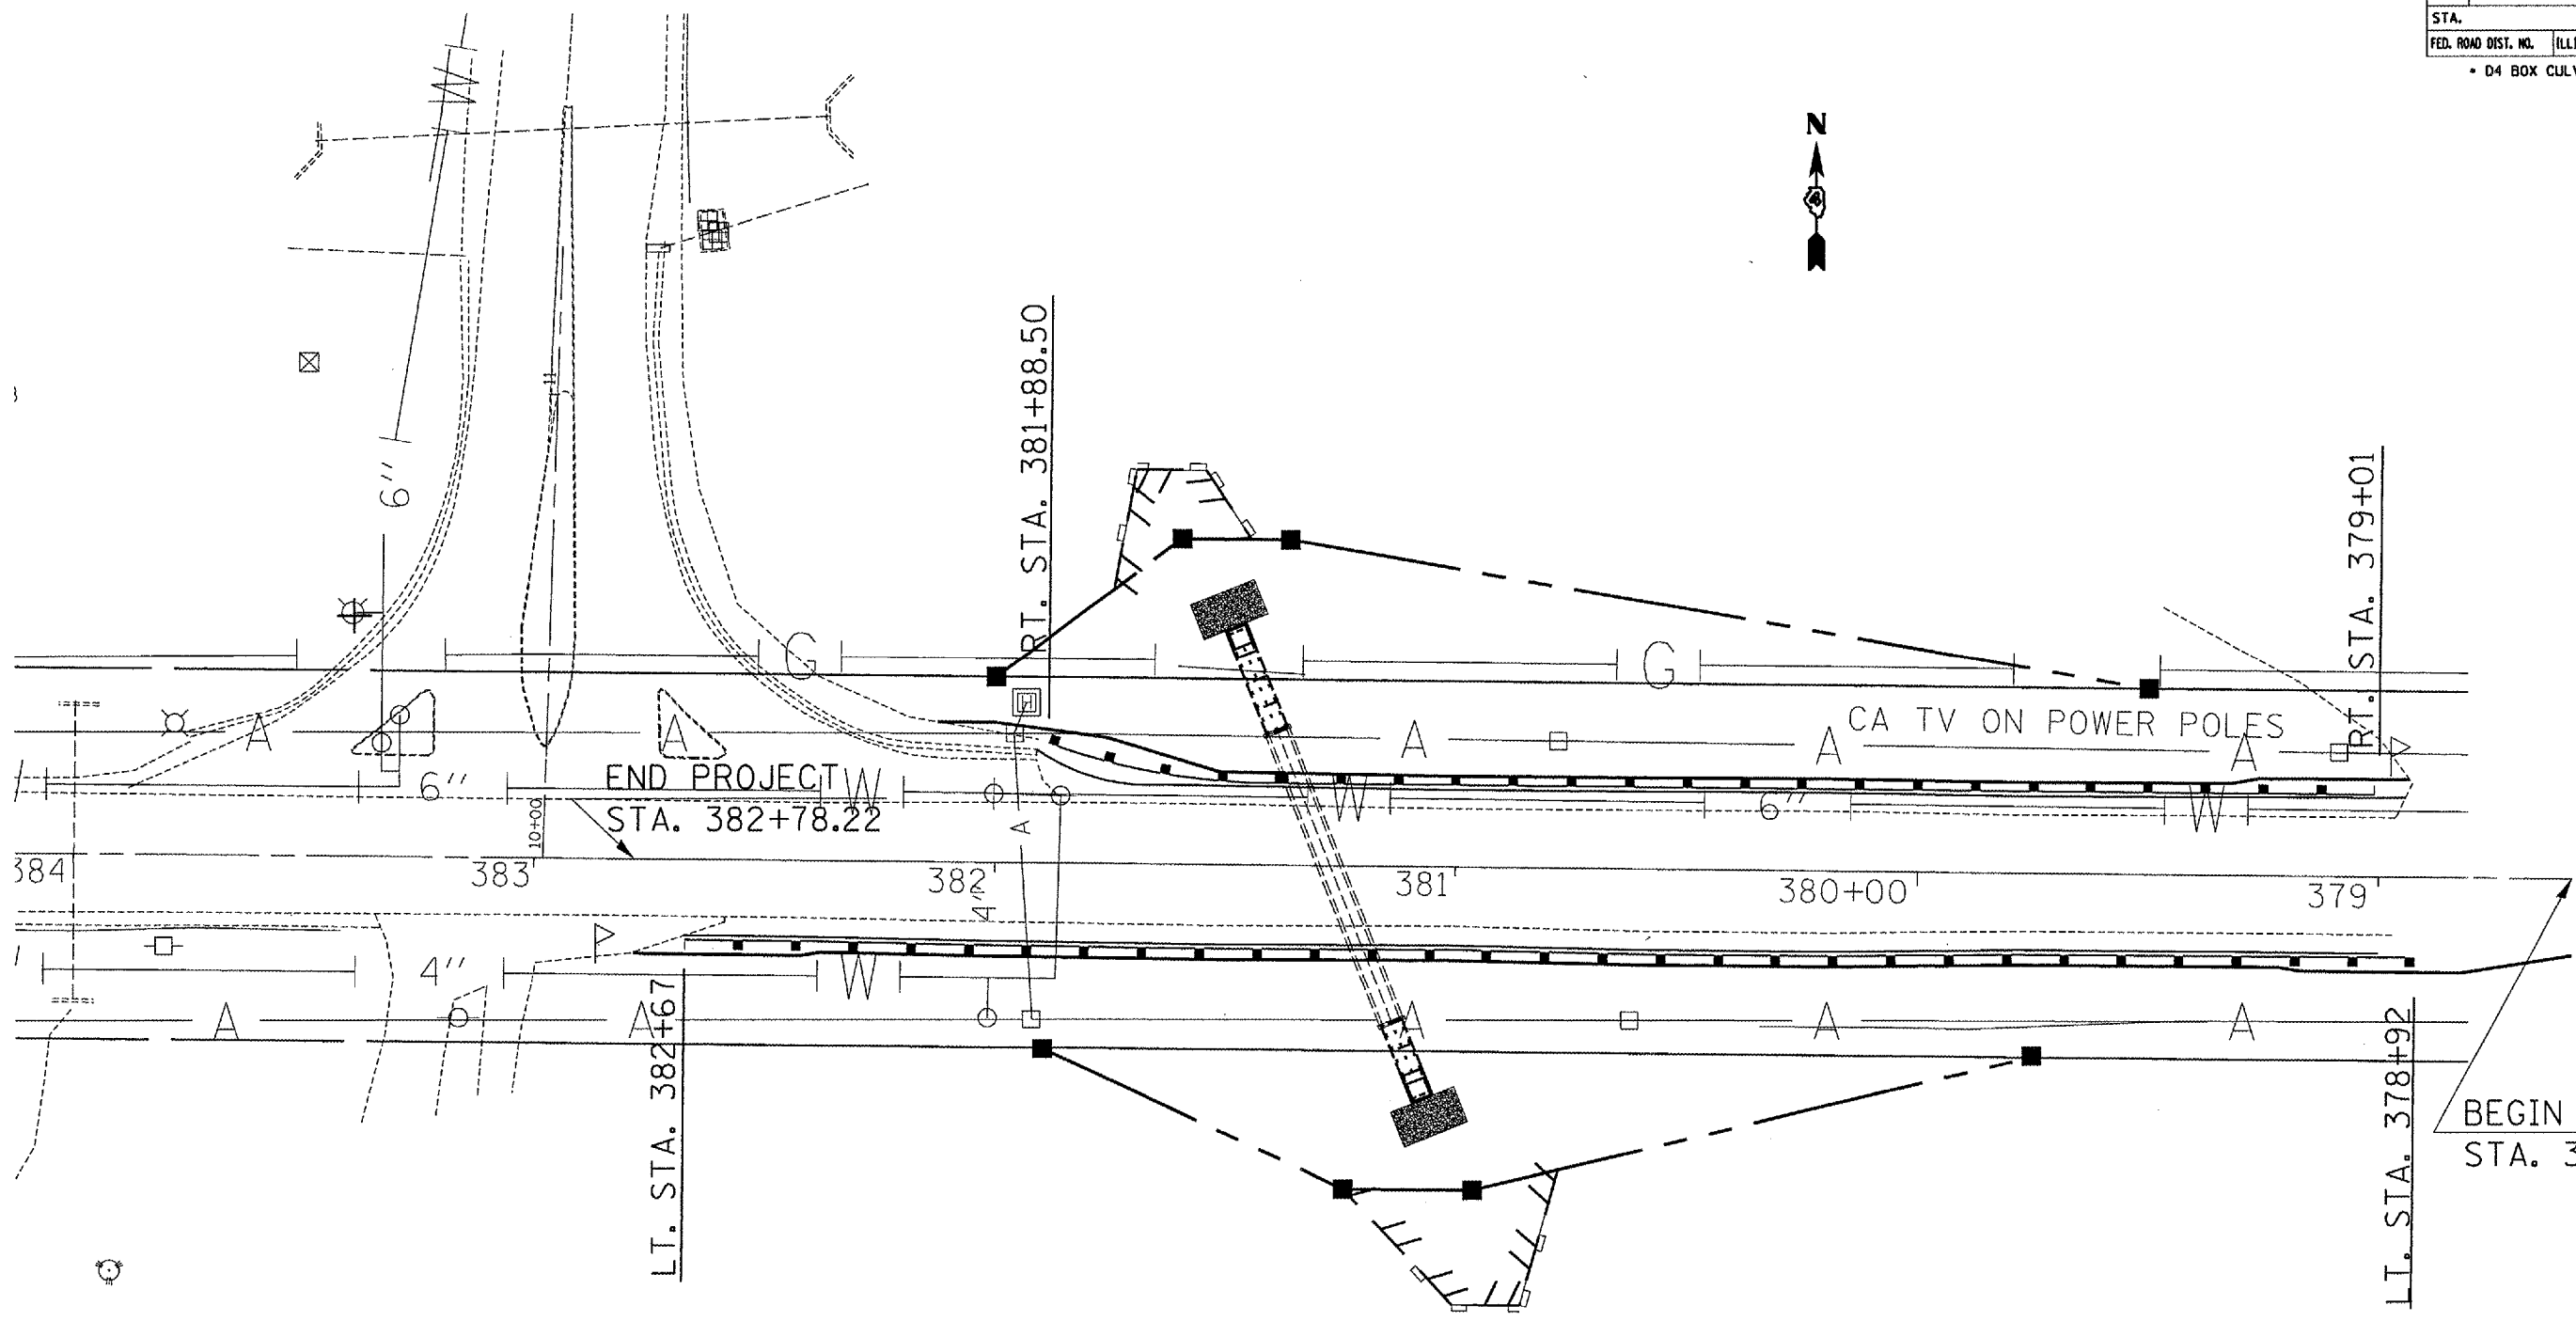 STA.
FED. ROAD DIST. NO.
• D4 BOX
N
6''
RT. STA. 381+88.50
RT. STA. 379+01
G
G
CA TV ON POWER POLES
A
A
A
A
A
END PROJECT
STA. 382+78.22
6''
W
W
6''
W
10+00
A
384
383
382
381
380+00
379
4''
4''
W
A
A
A
A
A
LT. STA. 382+67
LT. STA. 378+92
BEGIN
STA. 3